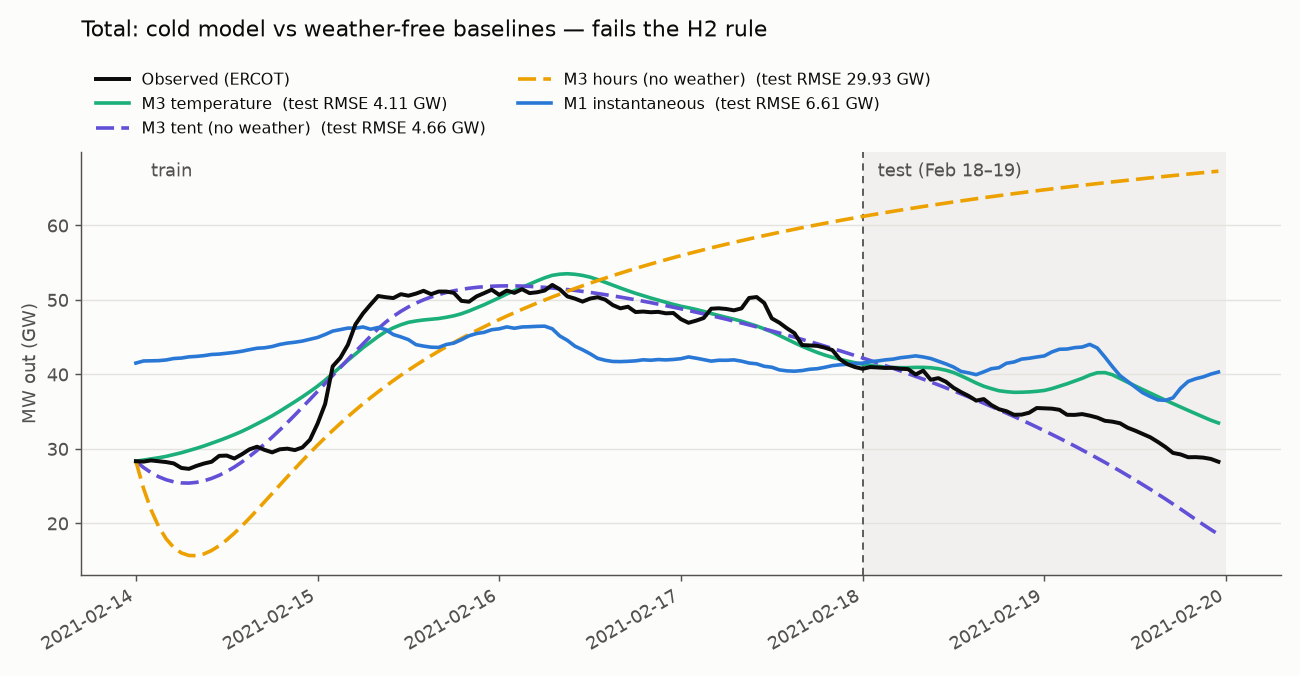 Total: cold model vs weather-free baselines — fails the H2 rule
Observed (ERCOT)
M3 temperature  (test RMSE 4.11 GW)
M3 tent (no weather)  (test RMSE 4.66 GW)
M3 hours (no weather)  (test RMSE 29.93 GW)
M1 instantaneous  (test RMSE 6.61 GW)
train
test (Feb 18–19)
MW out (GW)
60
50
40
30
20
2021-02-14
2021-02-15
2021-02-16
2021-02-17
2021-02-18
2021-02-19
2021-02-20